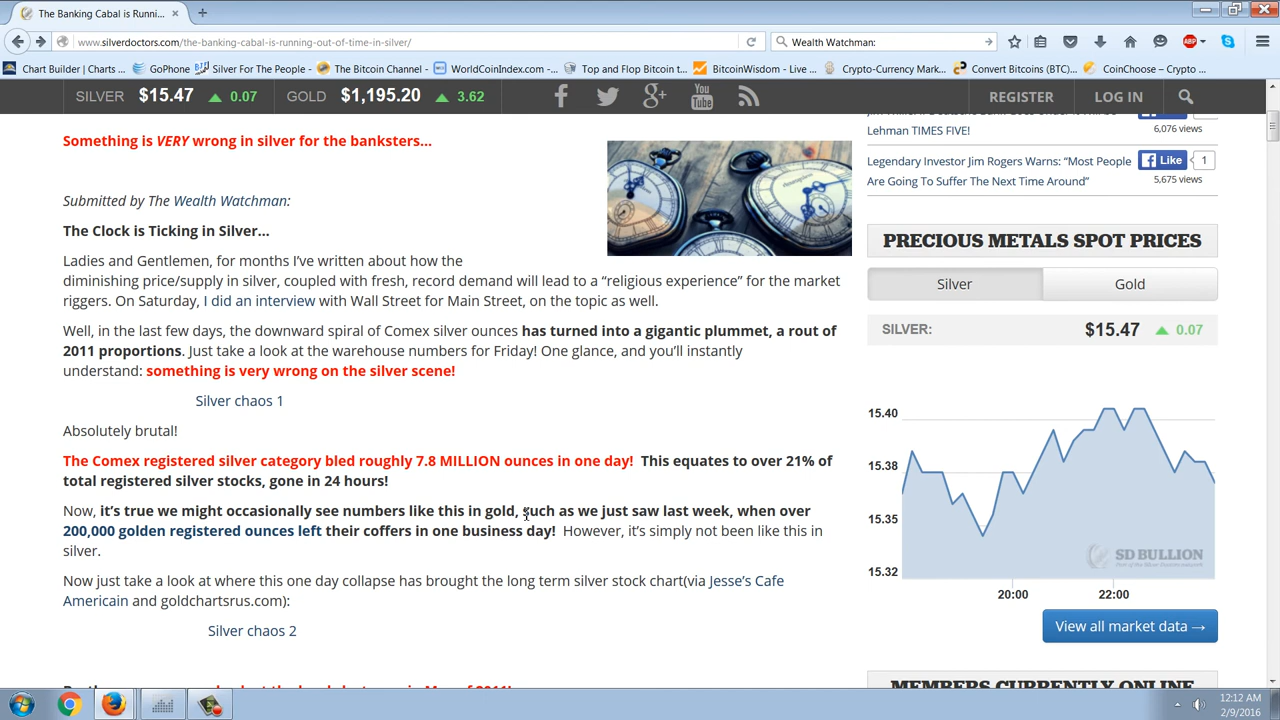 The Banking Cabal is Runni...
www.silverdoctors.com/the-banking-cabal-is-running-out-of-time-in-silver/
Wealth Watchman:
ABP
Chart Builder | Charts ...
GoPhone
Silver For The People -
The Bitcoin Channel -
WorldCoinIndex.com -...
Top and Flop Bitcoin t...
BitcoinWisdom - Live ...
Crypto-Currency Mark...
Convert Bitcoins (BTC)...
CoinChoose – Crypto ...
SILVER $15.47 0.07 GOLD $1,195.20 3.62
You Tube
REGISTER LOG IN
Something is VERY wrong in silver for the banksters...
Submitted by The Wealth Watchman:
The Clock is Ticking in Silver...
Ladies and Gentlemen, for months I've written about how the
diminishing price/supply in silver, coupled with fresh, record demand will lead to a “religious experience” for the market
riggers. On Saturday, I did an interview with Wall Street for Main Street, on the topic as well.
Well, in the last few days, the downward spiral of Comex silver ounces has turned into a gigantic plummet, a rout of
2011 proportions. Just take a look at the warehouse numbers for Friday! One glance, and you'll instantly
understand: something is very wrong on the silver scene!
Silver chaos 1
Absolutely brutal!
The Comex registered silver category bled roughly 7.8 MILLION ounces in one day! This equates to over 21% of
total registered silver stocks, gone in 24 hours!
Now, it's true we might occasionally see numbers like this in gold, such as we just saw last week, when over
200,000 golden registered ounces left their coffers in one business day! However, it's simply not been like this in
silver.
Now just take a look at where this one day collapse has brought the long term silver stock chart(via Jesse's Cafe
Americain and goldchartsrus.com):
Silver chaos 2
Lehman TIMES FIVE!
6,076 views
Legendary Investor Jim Rogers Warns: “Most People
Are Going To Suffer The Next Time Around”
Like 1
5,675 views
PRECIOUS METALS SPOT PRICES
Silver Gold
SILVER: $15.47 0.07
15.40
15.38
15.35
15.32
SD BULLION
20:00 22:00
View all market data →
MEMBERS CURRENTLY ONLINE
12:12 AM
2/9/2016